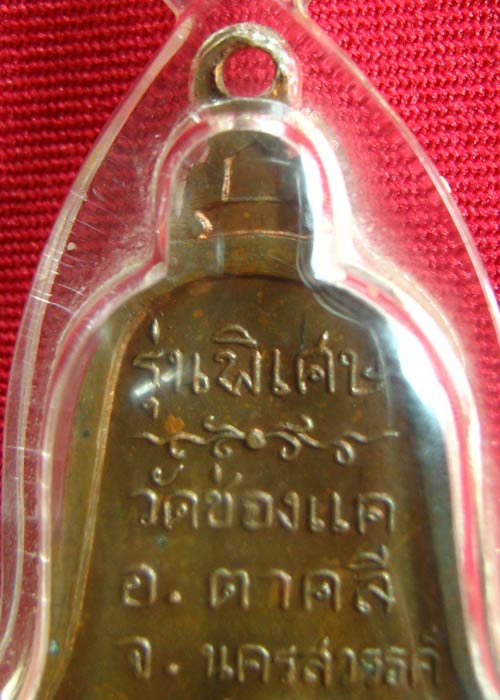 รุ่นพิเศษ
วัดช่องแค
อ. ตาคลี
จ. นครสวรรค์